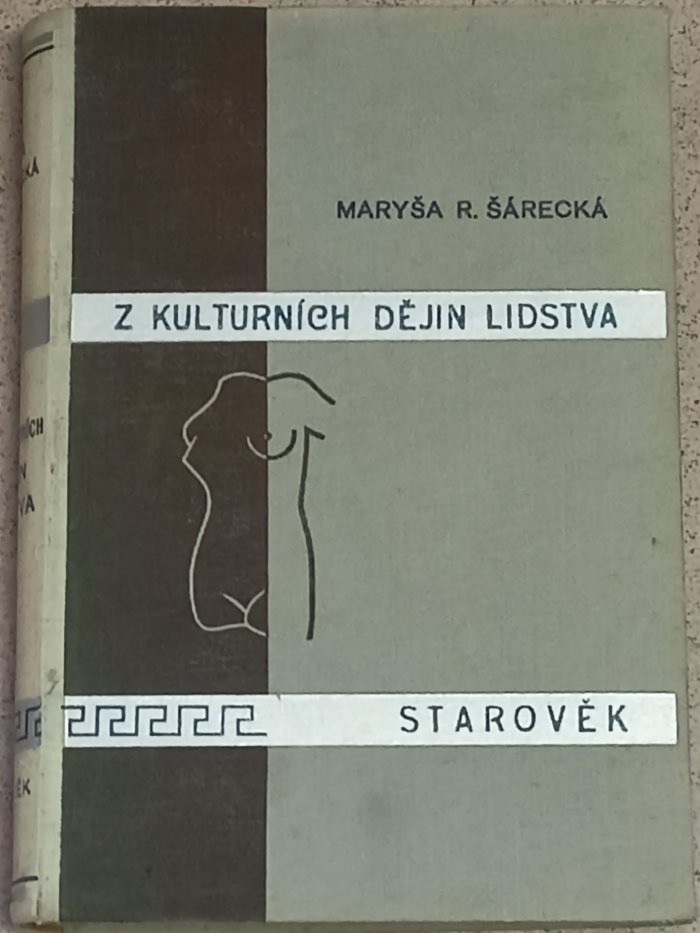 MARYŠA R. ŠÁRECKÁ
Z KULTURNÍCH DĚJIN LIDSTVA
STAROVĚK